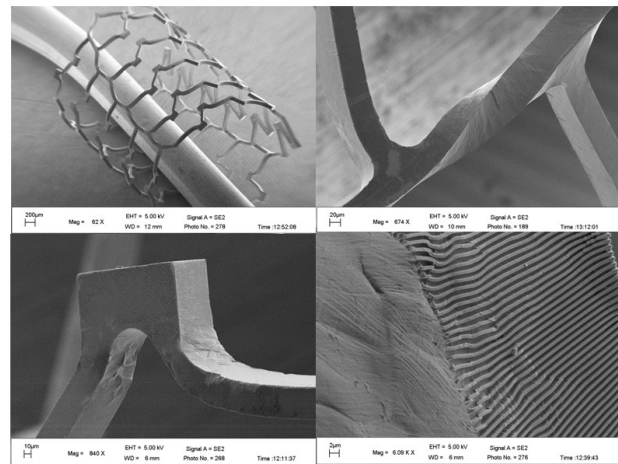 200µm Mag = 62 X EHT = 5.00 kV Signal A = SE2
WD = 12 mm Photo No. = 278 Time :12:52:08
20µm Mag = 674 X EHT = 5.00 kV Signal A = SE2
WD = 10 mm Photo No. = 189 Time :13:12:01
10µm Mag = 840 X EHT = 5.00 kV Signal A = SE2
WD = 6 mm Photo No. = 268 Time :12:11:37
2µm Mag = 6.09 K X EHT = 5.00 kV Signal A = SE2
WD = 6 mm Photo No. = 276 Time :12:39:43